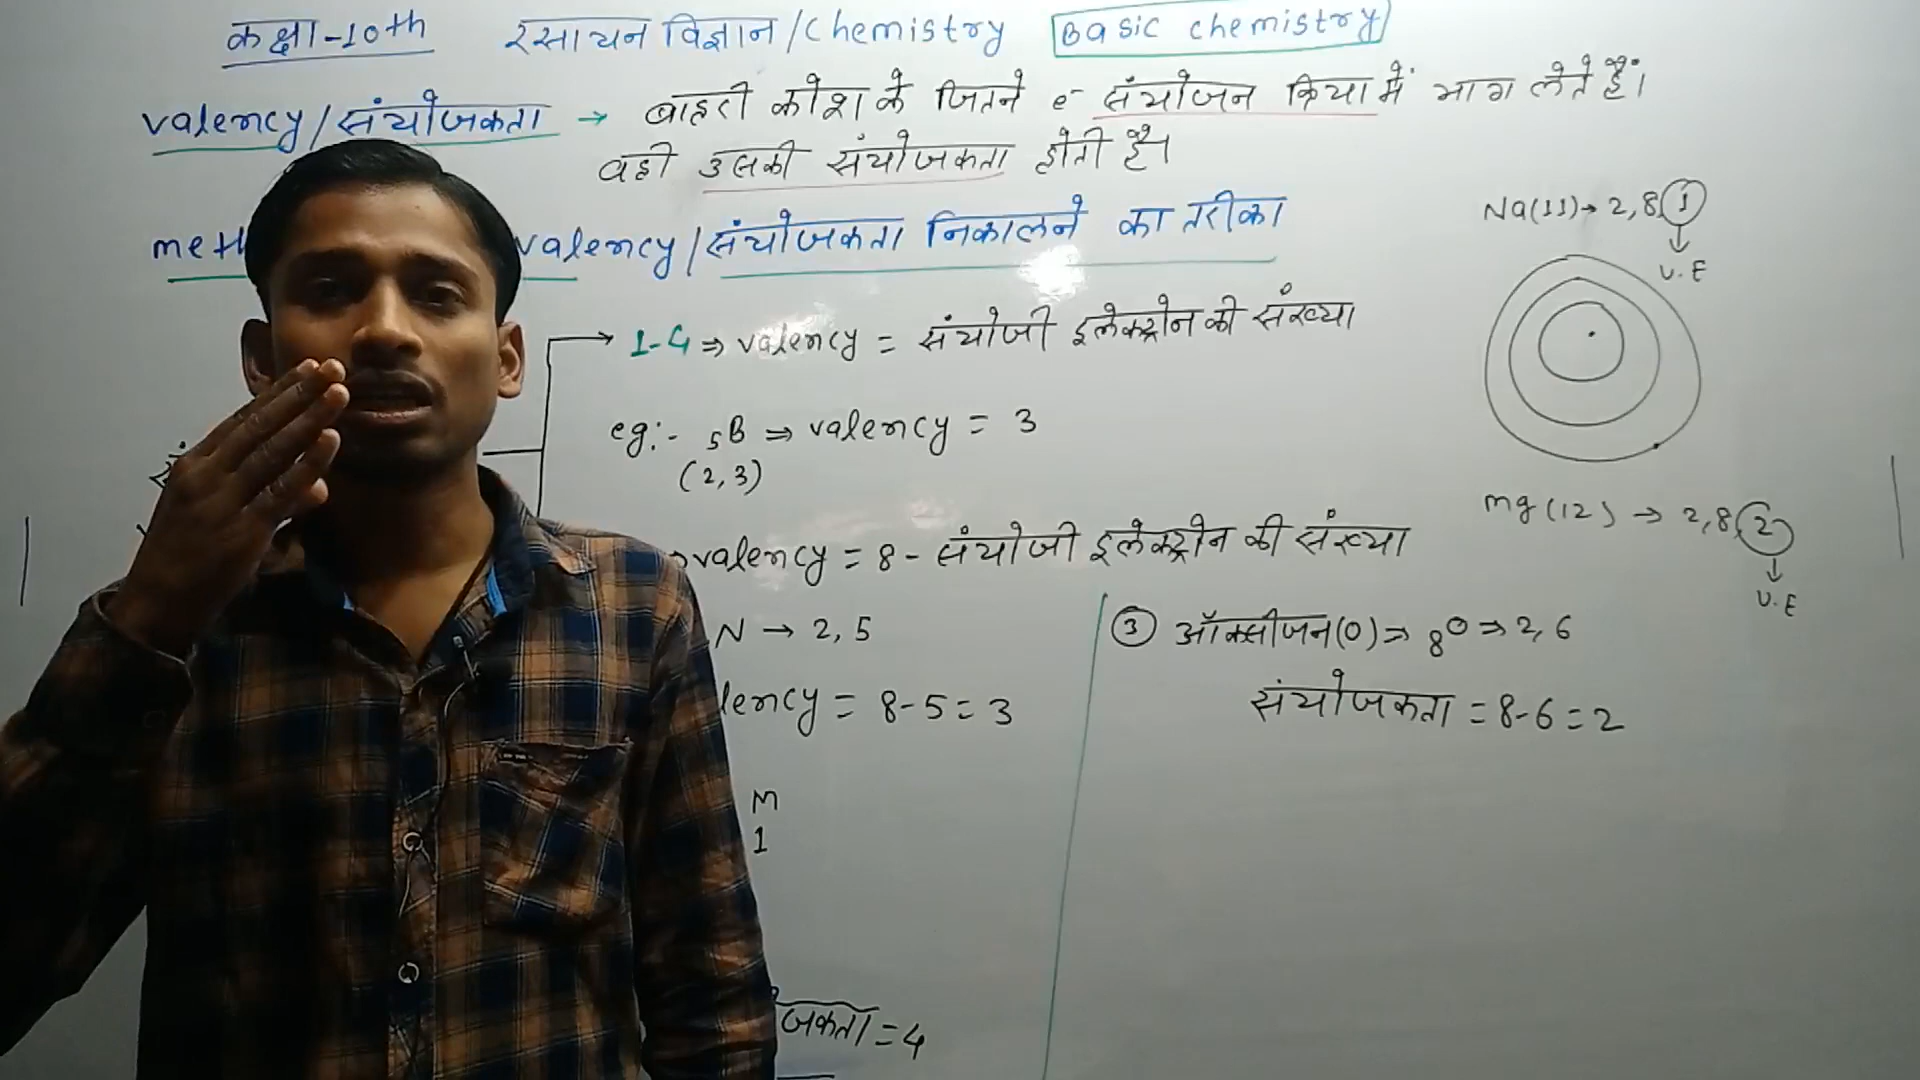 कक्षा-10th रसायन विज्ञान/Chemistry Basic chemistry
valency/संयोजकता → बाहरी कोश के जितने e- संयोजन क्रिया में भाग लेते हैं।
वही उसकी संयोजकता होती है।
meth valency/संयोजकता निकालने का तरीका
Na(11)→ 2,8,1
↓
V.E
1-4 ⇒ valency = संयोजी इलेक्ट्रोन की संख्या
eg:- 5B ⇒ valency = 3
(2,3)
mg(12) → 2,8,2
↓
V.E
valency = 8 - संयोजी इलेक्ट्रोन की संख्या
N → 2,5
lency = 8-5=3
③ ऑक्सीजन(O)⇒ 8O ⇒ 2,6
संयोजकता = 8-6=2
M
1
जकता = 4